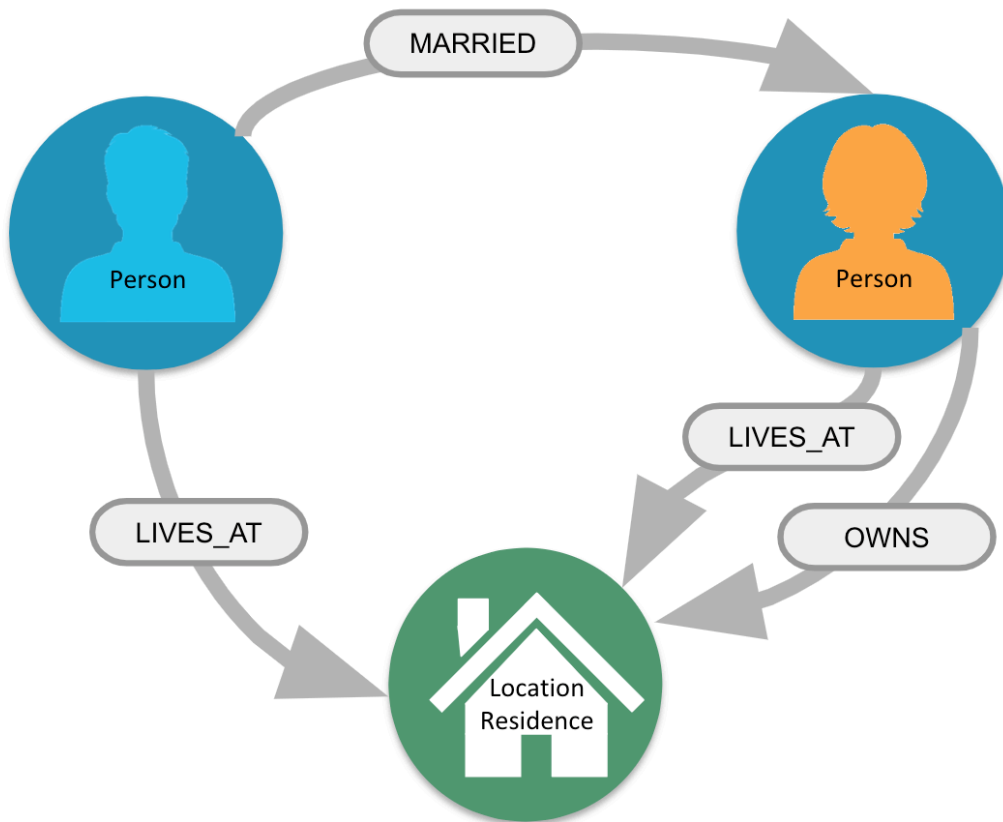 MARRIED
Person
Person
LIVES_AT
LIVES_AT
OWNS
Location
Residence